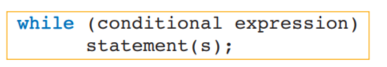 while (conditional expression)
statement(s);